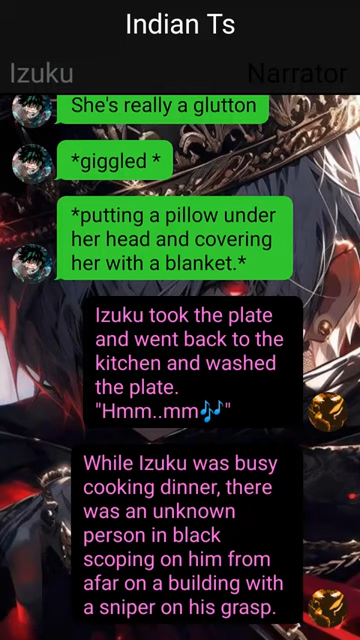 Indian Ts
Izuku
Narrator
She's really a glutton
*giggled *
*putting a pillow under
her head and covering
her with a blanket.*
Izuku took the plate
and went back to the
kitchen and washed
the plate.
"Hmm..mm🎶"
While Izuku was busy
cooking dinner, there
was an unknown
person in black
scoping on him from
afar on a building with
a sniper on his grasp.